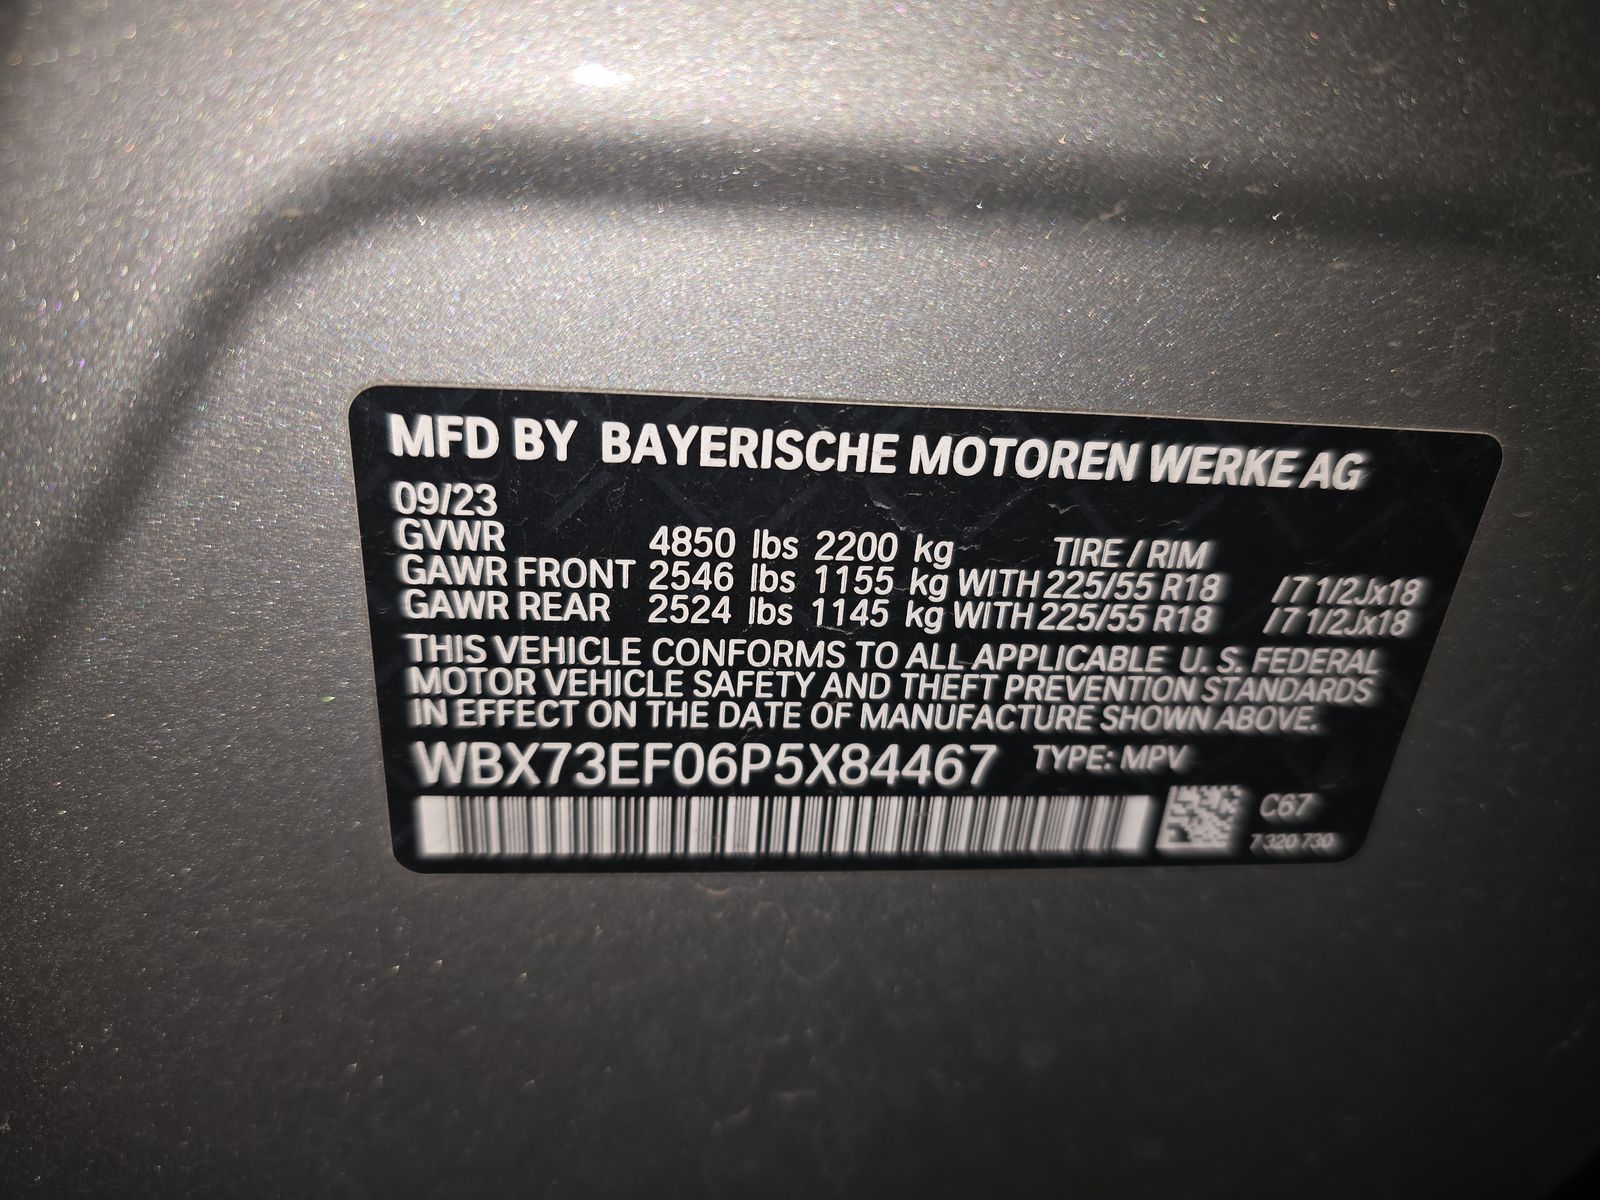 MFD BY BAYERISCHE MOTOREN WERKE AG
09/23
GVWR 4850 lbs 2200 kg TIRE / RIM
GAWR FRONT 2546 lbs 1155 kg WITH 225/55 R18 /7 1/2Jx18
GAWR REAR 2524 lbs 1145 kg WITH 225/55 R18 /7 1/2Jx18
THIS VEHICLE CONFORMS TO ALL APPLICABLE U. S. FEDERAL
MOTOR VEHICLE SAFETY AND THEFT PREVENTION STANDARDS
IN EFFECT ON THE DATE OF MANUFACTURE SHOWN ABOVE.
WBX73EF06P5X84467 TYPE: MPV
C67
7 320 730